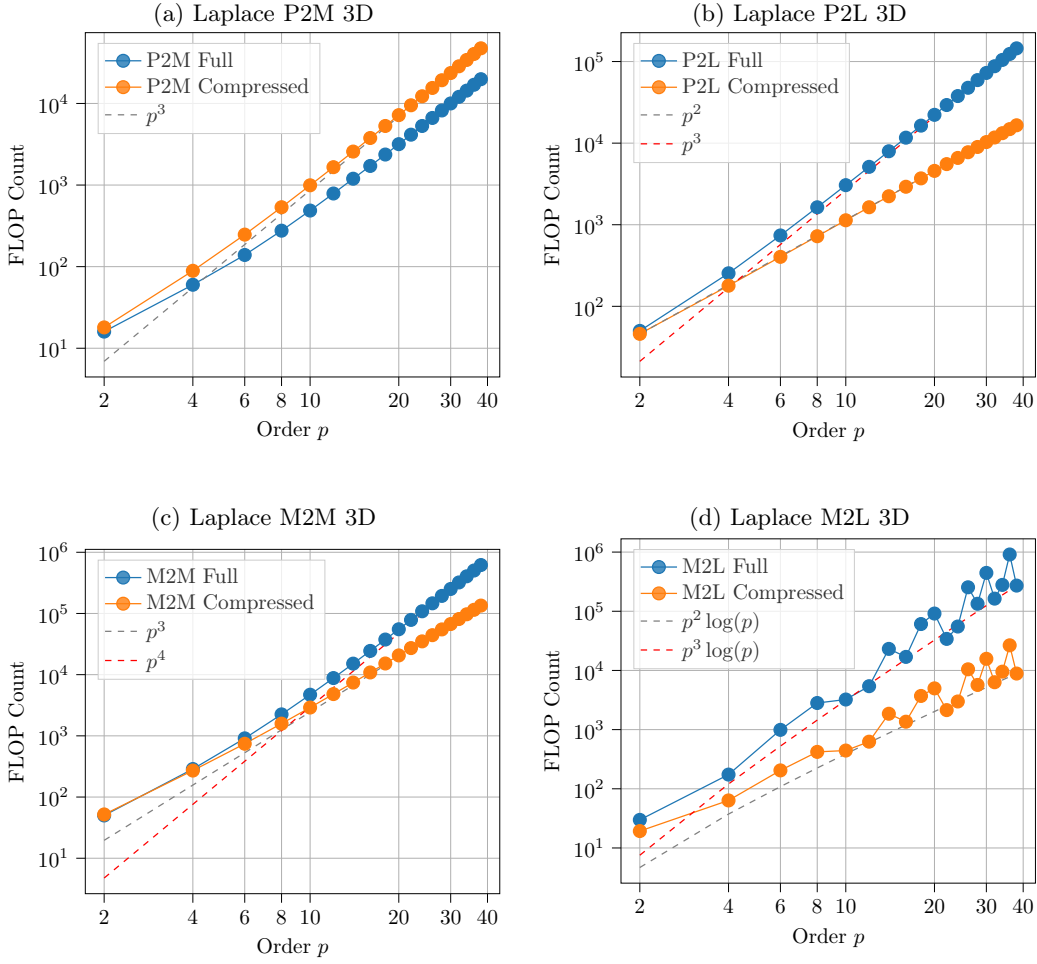 (a) Laplace P2M 3D
P2M Full
P2M Compressed
p^3
10^4
10^3
10^2
10^1
FLOP Count
2 4 6 8 10 20 30 40
Order p
(b) Laplace P2L 3D
P2L Full
P2L Compressed
p^2
p^3
10^5
10^4
10^3
10^2
FLOP Count
2 4 6 8 10 20 30 40
Order p
(c) Laplace M2M 3D
M2M Full
M2M Compressed
p^3
p^4
10^6
10^5
10^4
10^3
10^2
10^1
FLOP Count
2 4 6 8 10 20 30 40
Order p
(d) Laplace M2L 3D
M2L Full
M2L Compressed
p^2 log(p)
p^3 log(p)
10^6
10^5
10^4
10^3
10^2
10^1
FLOP Count
2 4 6 8 10 20 30 40
Order p